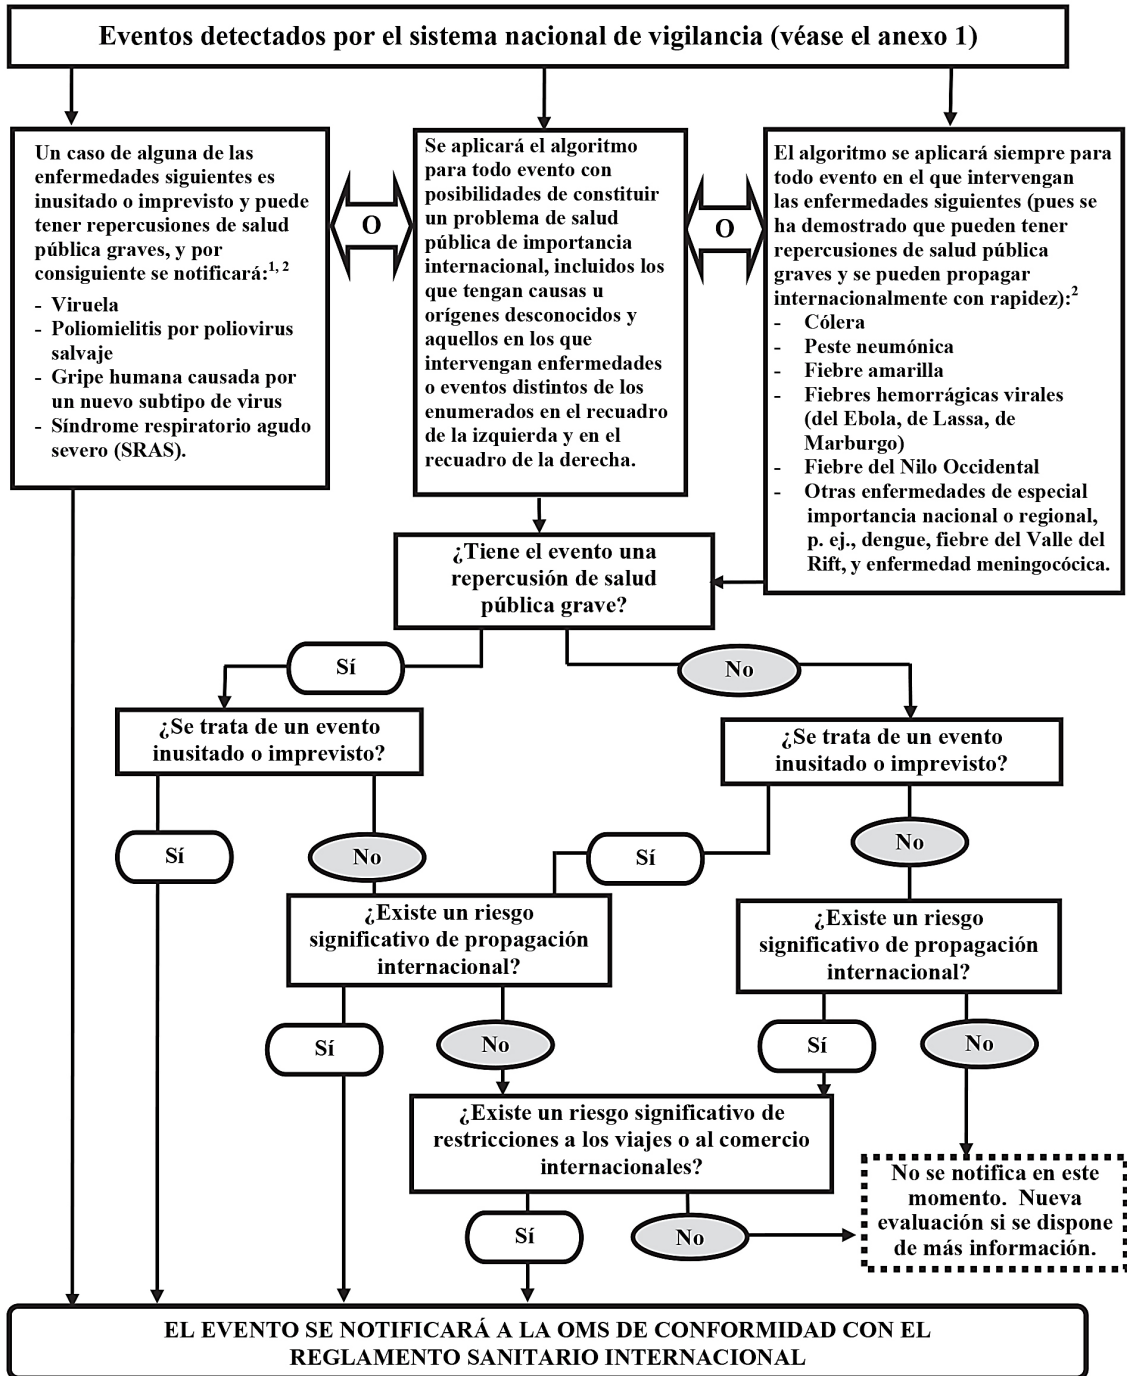 Eventos detectados por el sistema nacional de vigilancia (véase el anexo 1)
Un caso de alguna de las
enfermedades siguientes es
inusitado o imprevisto y puede
tener repercusiones de salud
pública graves, y por
consiguiente se notificará:1, 2
- Viruela
- Poliomielitis por poliovirus
salvaje
- Gripe humana causada por
un nuevo subtipo de virus
- Síndrome respiratorio agudo
severo (SRAS).
O
Se aplicará el algoritmo
para todo evento con
posibilidades de constituir
un problema de salud
pública de importancia
internacional, incluidos los
que tengan causas u
orígenes desconocidos y
aquellos en los que
intervengan enfermedades
o eventos distintos de los
enumerados en el recuadro
de la izquierda y en el
recuadro de la derecha.
O
El algoritmo se aplicará siempre para
todo evento en el que intervengan
las enfermedades siguientes (pues se
ha demostrado que pueden tener
repercusiones de salud pública
graves y se pueden propagar
internacionalmente con rapidez):2
- Cólera
- Peste neumónica
- Fiebre amarilla
- Fiebres hemorrágicas virales
(del Ebola, de Lassa, de
Marburgo)
- Fiebre del Nilo Occidental
- Otras enfermedades de especial
importancia nacional o regional,
p. ej., dengue, fiebre del Valle del
Rift, y enfermedad meningocócica.
¿Tiene el evento una
repercusión de salud
pública grave?
Sí
No
¿Se trata de un evento
inusitado o imprevisto?
¿Se trata de un evento
inusitado o imprevisto?
Sí
No
Sí
No
¿Existe un riesgo
significativo de propagación
internacional?
¿Existe un riesgo
significativo de propagación
internacional?
Sí
No
Sí
No
¿Existe un riesgo significativo de
restricciones a los viajes o al comercio
internacionales?
No se notifica en este
momento. Nueva
evaluación si se dispone
de más información.
Sí
No
EL EVENTO SE NOTIFICARÁ A LA OMS DE CONFORMIDAD CON EL
REGLAMENTO SANITARIO INTERNACIONAL